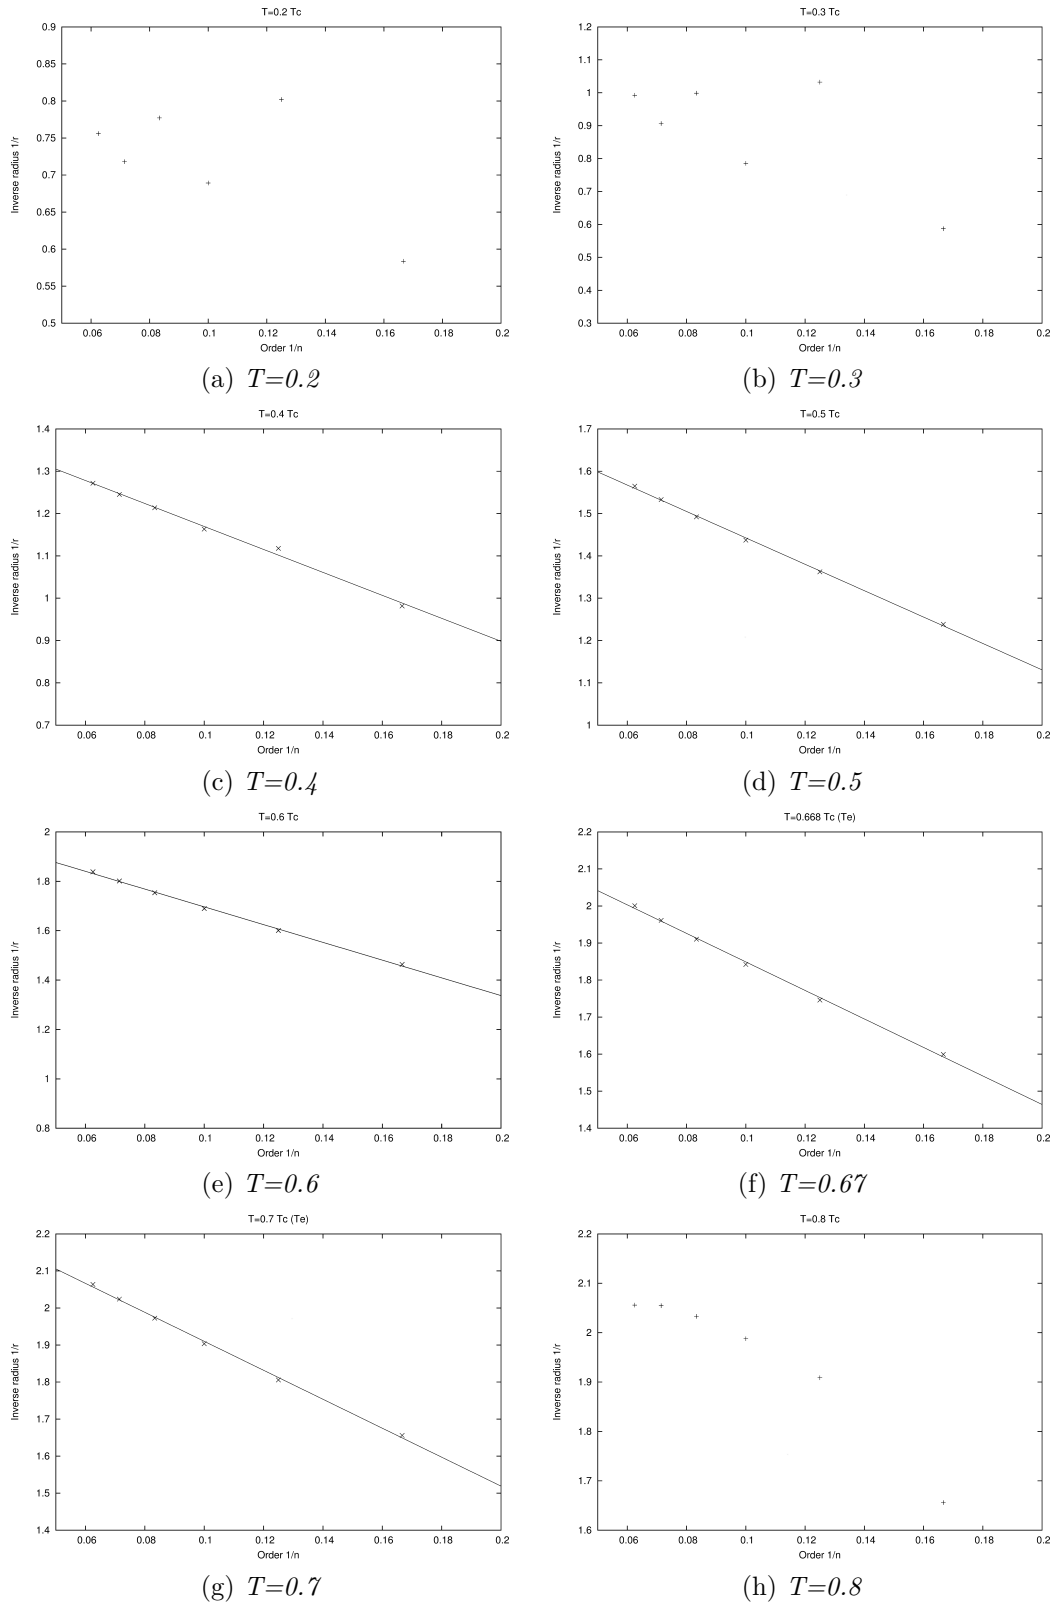 T=0.2 Tc
0.9
0.85
0.8
0.75
0.7
0.65
0.6
0.55
0.5
Inverse radius 1/r
0.06 0.08 0.1 0.12 0.14 0.16 0.18 0.2
Order 1/n
(a) T=0.2
T=0.3 Tc
1.2
1.1
1
0.9
0.8
0.7
0.6
0.5
0.4
0.3
Inverse radius 1/r
0.06 0.08 0.1 0.12 0.14 0.16 0.18 0.2
Order 1/n
(b) T=0.3
T=0.4 Tc
1.4
1.3
1.2
1.1
1
0.9
0.8
0.7
Inverse radius 1/r
0.06 0.08 0.1 0.12 0.14 0.16 0.18 0.2
Order 1/n
(c) T=0.4
T=0.5 Tc
1.7
1.6
1.5
1.4
1.3
1.2
1.1
1
Inverse radius 1/r
0.06 0.08 0.1 0.12 0.14 0.16 0.18 0.2
Order 1/n
(d) T=0.5
T=0.6 Tc
2
1.8
1.6
1.4
1.2
1
0.8
Inverse radius 1/r
0.06 0.08 0.1 0.12 0.14 0.16 0.18 0.2
Order 1/n
(e) T=0.6
T=0.668 Tc (Te)
2.2
2.1
2
1.9
1.8
1.7
1.6
1.5
1.4
Inverse radius 1/r
0.06 0.08 0.1 0.12 0.14 0.16 0.18 0.2
Order 1/n
(f) T=0.67
T=0.7 Tc (Te)
2.2
2.1
2
1.9
1.8
1.7
1.6
1.5
1.4
Inverse radius 1/r
0.06 0.08 0.1 0.12 0.14 0.16 0.18 0.2
Order 1/n
(g) T=0.7
T=0.8 Tc
2.2
2.1
2
1.9
1.8
1.7
1.6
Inverse radius 1/r
0.06 0.08 0.1 0.12 0.14 0.16 0.18 0.2
Order 1/n
(h) T=0.8